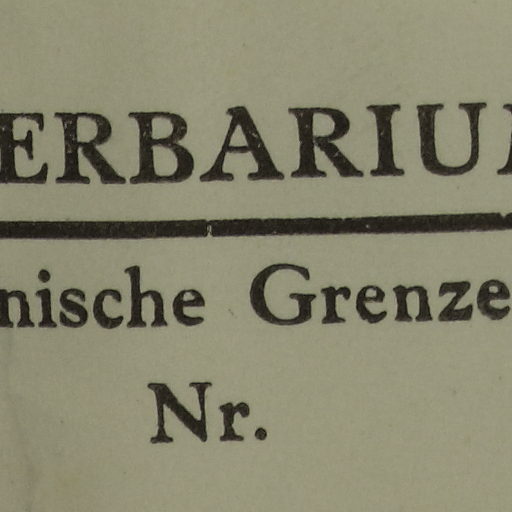 ERBARIU
nische Grenze
Nr.